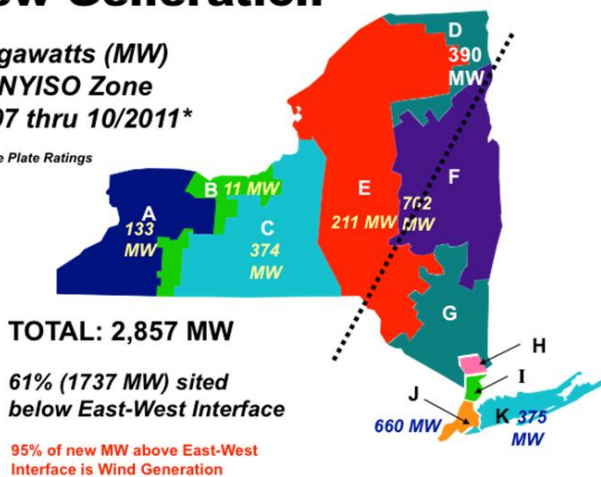 ew Generation
gawatts (MW)
NYISO Zone
07 thru 10/2011*
e Plate Ratings
D
390
MW
B 11 MW
A
133
MW
C
374
MW
E
211 MW
762
MW
F
G
H
I
J
660 MW
K 375
MW
TOTAL: 2,857 MW
61% (1737 MW) sited
below East-West Interface
95% of new MW above East-West
Interface is Wind Generation